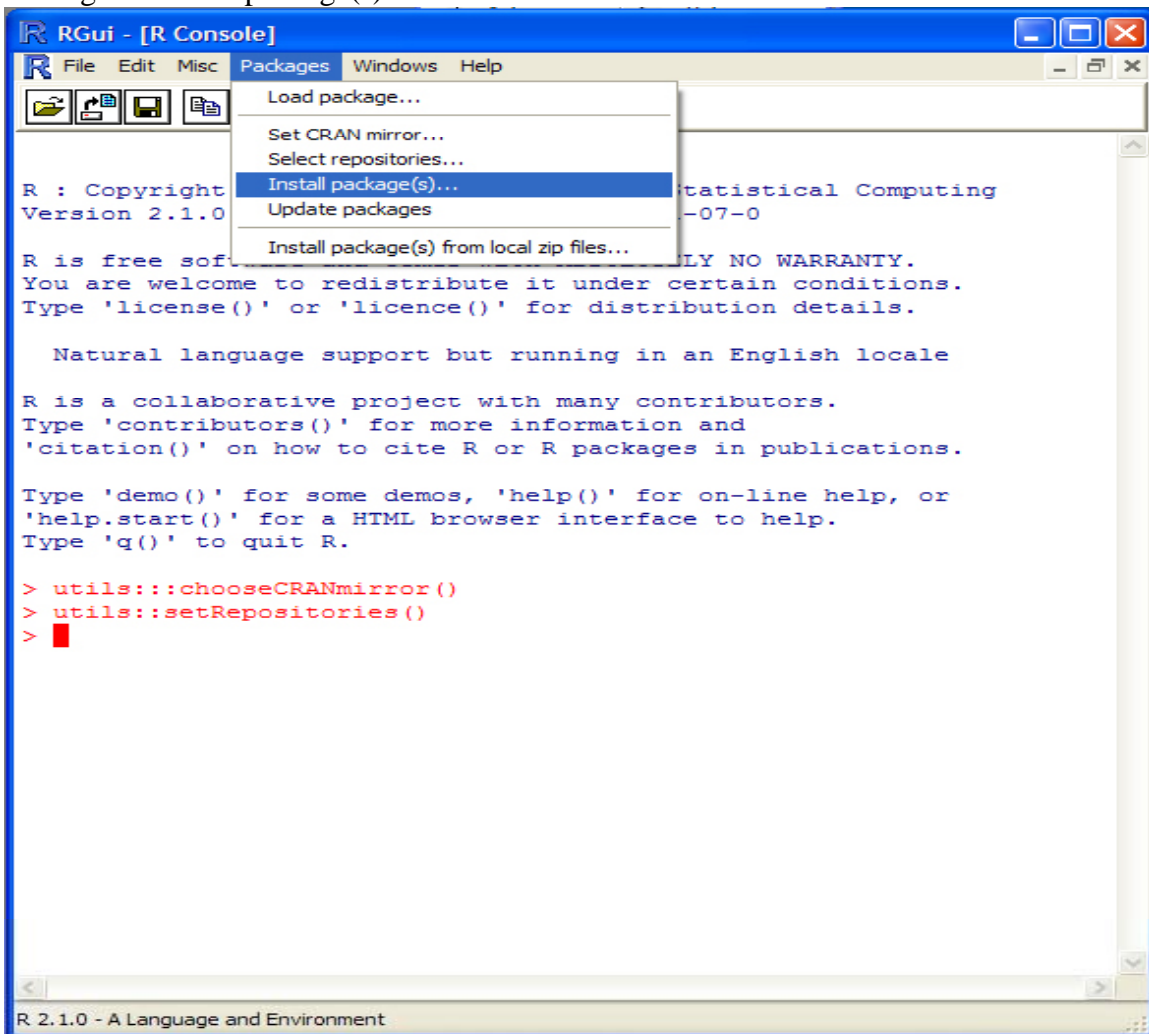 RGui - [R Console]
File Edit Misc Packages Windows Help
Load package...
Set CRAN mirror...
Select repositories...
Install package(s)...
Update packages
Install package(s) from local zip files...
R : Copyright Statistical Computing
Version 2.1.0 -07-0
R is free LY NO WARRANTY.
You are welcome to redistribute it under certain conditions.
Type 'license()' or 'licence()' for distribution details.
Natural language support but running in an English locale
R is a collaborative project with many contributors.
Type 'contributors()' for more information and
'citation()' on how to cite R or R packages in publications.
Type 'demo()' for some demos, 'help()' for on-line help, or
'help.start()' for a HTML browser interface to help.
Type 'q()' to quit R.
> utils:::chooseCRANmirror()
> utils::setRepositories()
>
R 2.1.0 - A Language and Environment